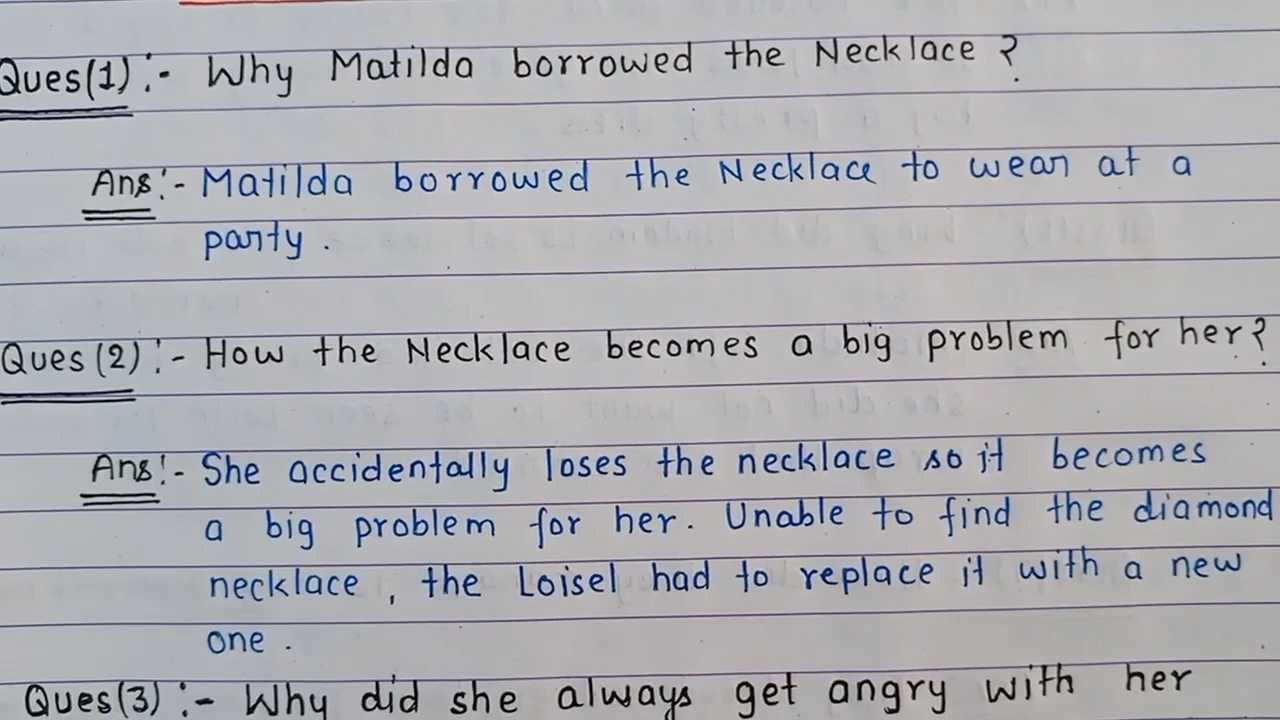 Ques(1):- Why Matilda borrowed the Necklace?
Ans:- Matilda borrowed the Necklace to wear at a
party.
Ques (2):- How the Necklace becomes a big problem for her?
Ans:- She accidentally loses the necklace so it becomes
a big problem for her. Unable to find the diamond
necklace, the Loisel had to replace it with a new
one.
Ques(3):- Why did she always get angry with her